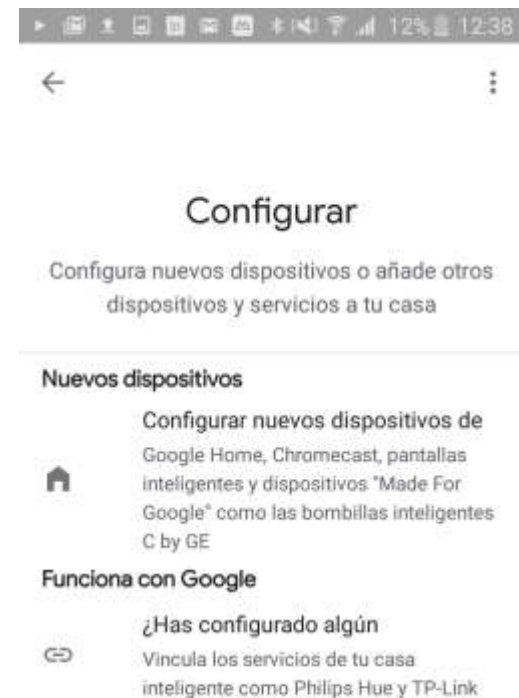 12% 12:38
Configurar
Configura nuevos dispositivos o añade otros
dispositivos y servicios a tu casa
Nuevos dispositivos
Configurar nuevos dispositivos de
Google Home, Chromecast, pantallas
inteligentes y dispositivos "Made For
Google" como las bombillas inteligentes
C by GE
Funciona con Google
¿Has configurado algún
Vincula los servicios de tu casa
inteligente como Philips Hue y TP-Link